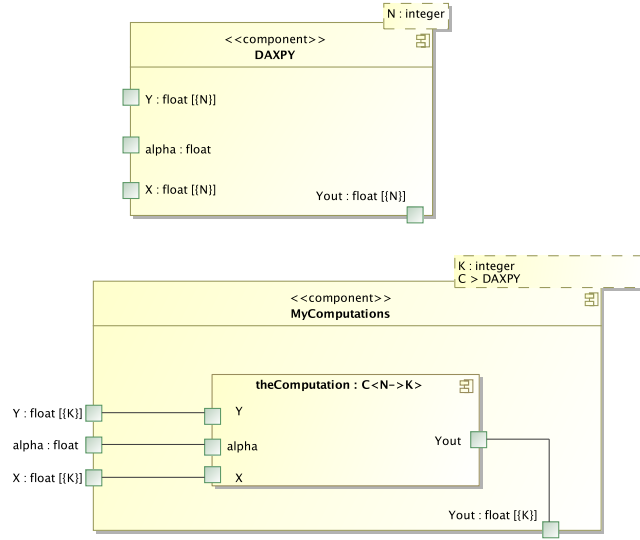 N : integer
<<component>>
DAXPY
Y : float [{N}]
alpha : float
X : float [{N}]
Yout : float [{N}]
K : integer
C > DAXPY
<<component>>
MyComputations
theComputation : C<N->K>
Y : float [{K}]
Y
alpha : float
alpha
Yout
X : float [{K}]
X
Yout : float [{K}]